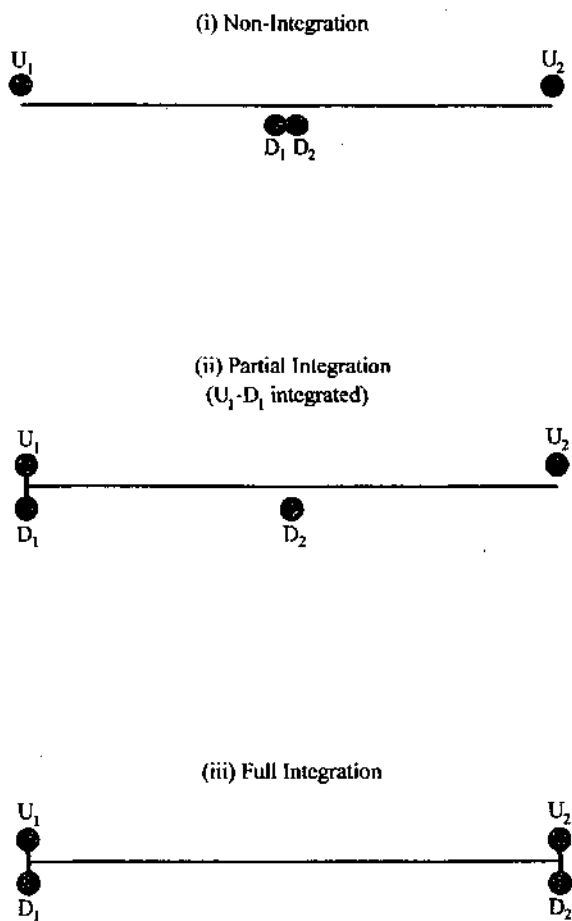 (i) Non-Integration
U₁ U₂
D₁ D₂
(ii) Partial Integration
(U₁-D₁ integrated)
U₁ U₂
D₁ D₂
(iii) Full Integration
U₁ U₂
D₁ D₂